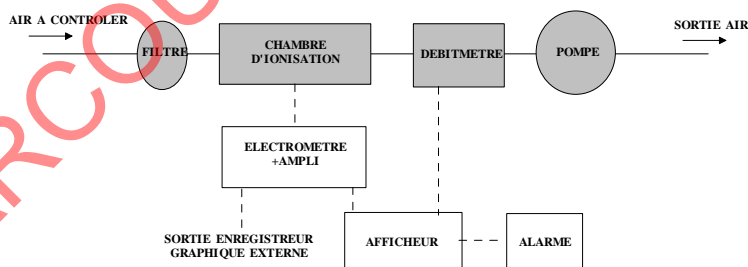 AIR A CONTROLER
SORTIE AIR
FILTRE
CHAMBRE
D'IONISATION
DEBITMETRE
POMPE
ELECTROMETRE
+AMPLI
SORTIE ENREGISTREUR
GRAPHIQUE EXTERNE
AFFICHEUR
ALARME